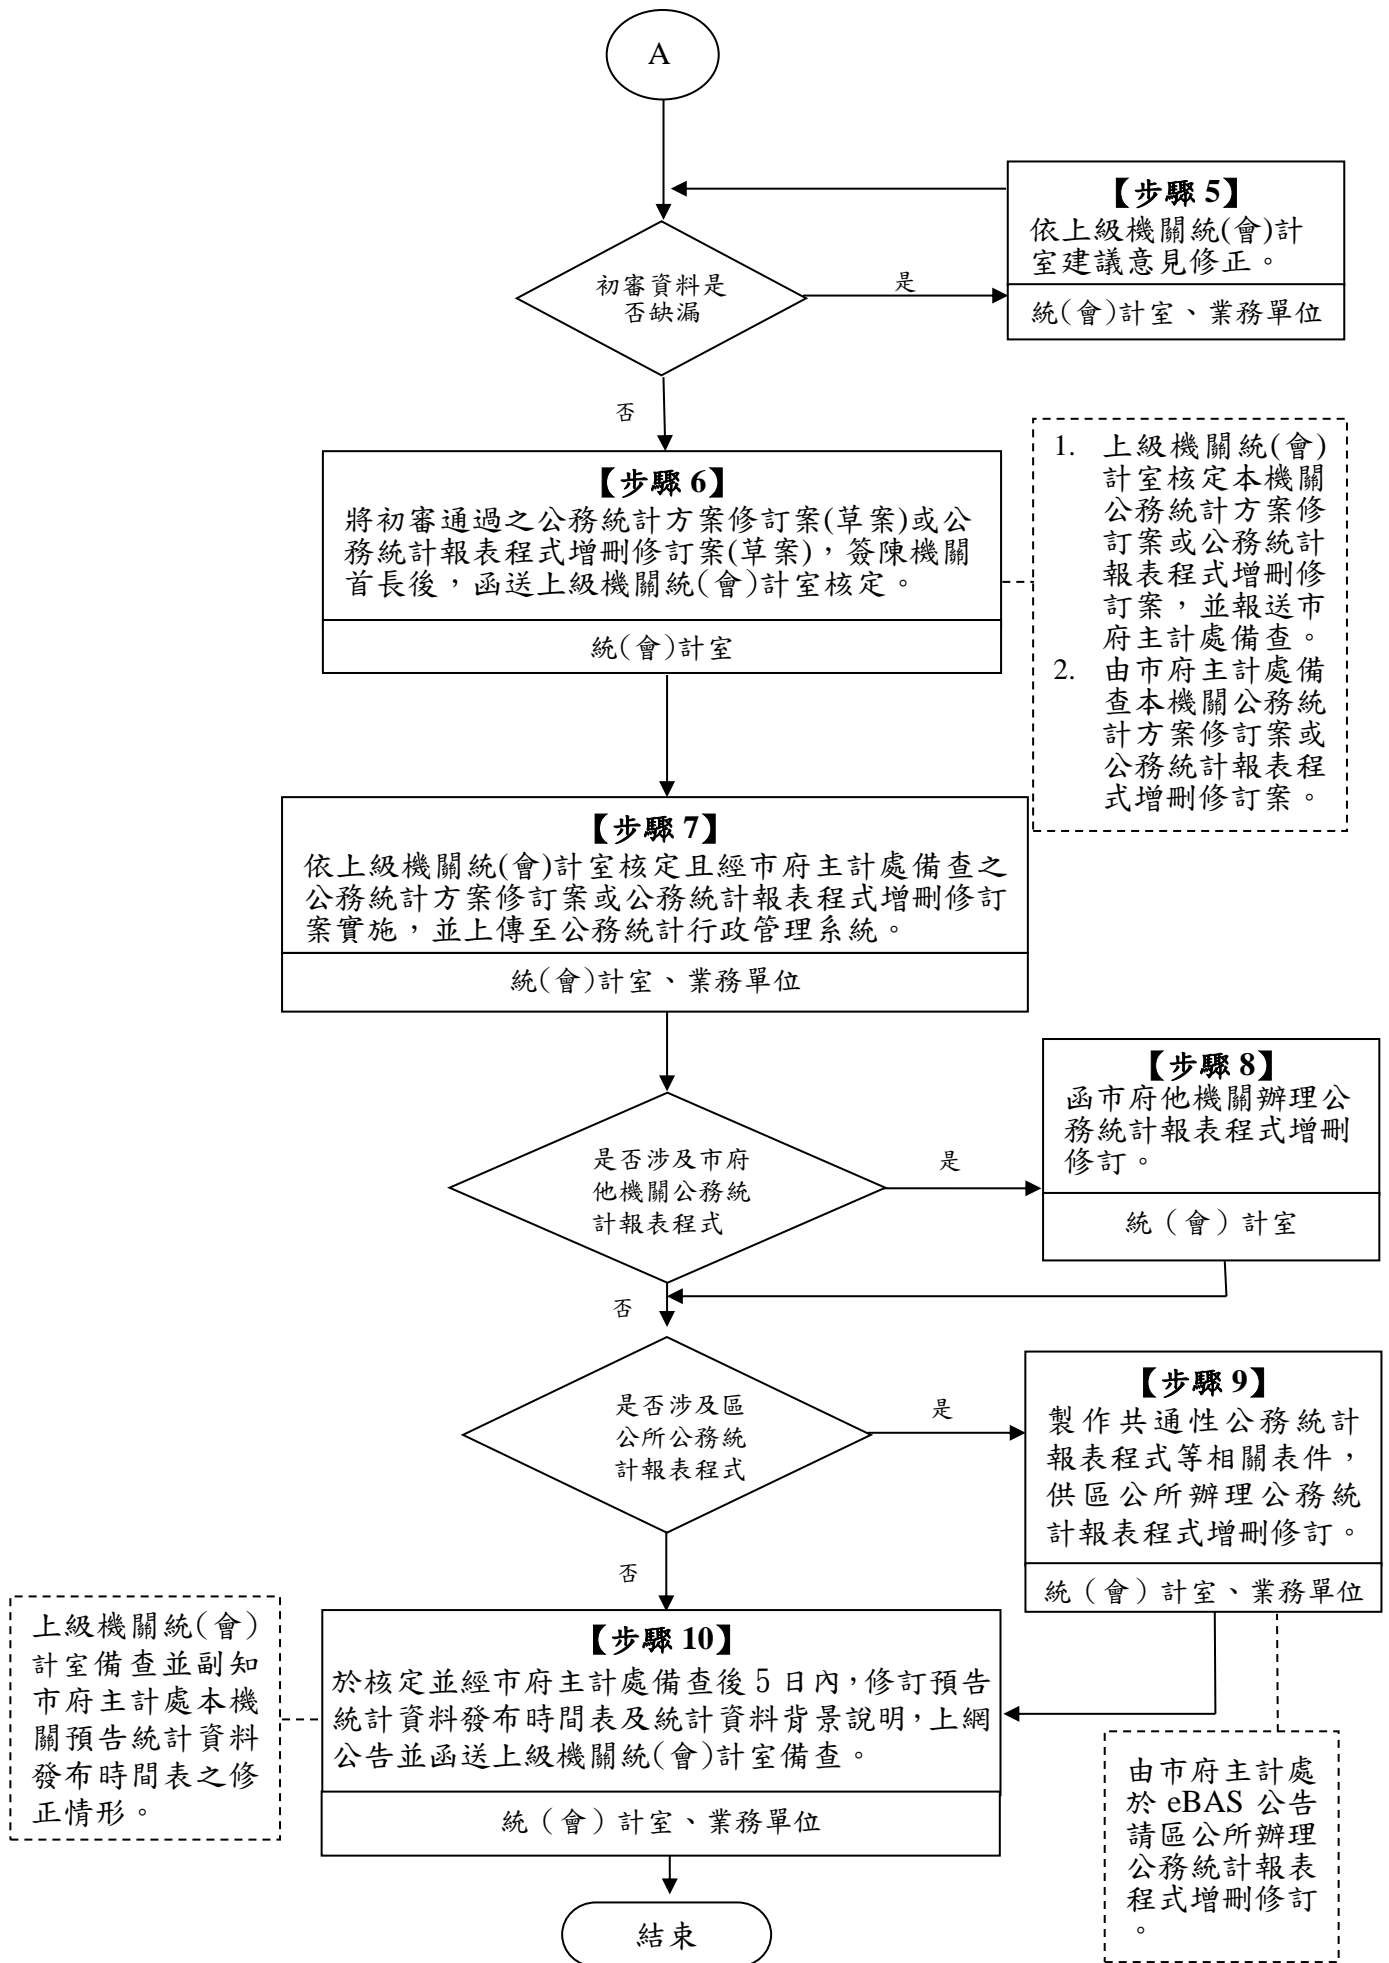 A
【步驟 5】
依上級機關統(會)計
室建議意見修正。
統(會)計室、業務單位
初審資料是
否缺漏
是
否
1. 上級機關統(會)
計室核定本機關
公務統計方案修
訂案或公務統計
報表程式增刪修
訂案，並報送市
府主計處備查。
2. 由市府主計處備
查本機關公務統
計方案修訂案或
公務統計報表程
式增刪修訂案。
【步驟 6】
將初審通過之公務統計方案修訂案(草案)或公
務統計報表程式增刪修訂案(草案)，簽陳機關
首長後，函送上級機關統(會)計室核定。
統(會)計室
【步驟 7】
依上級機關統(會)計室核定且經市府主計處備查之
公務統計方案修訂案或公務統計報表程式增刪修訂
案實施，並上傳至公務統計行政管理系統。
統(會)計室、業務單位
【步驟 8】
函市府他機關辦理公
務統計報表程式增刪
修訂。
統（會）計室
是否涉及市府
他機關公務統
計報表程式
是
否
【步驟 9】
製作共通性公務統計
報表程式等相關表件，
供區公所辦理公務統
計報表程式增刪修訂。
統（會）計室、業務單位
是否涉及區
公所公務統
計報表程式
是
否
上級機關統(會)
計室備查並副知
市府主計處本機
關預告統計資料
發布時間表之修
正情形。
【步驟 10】
於核定並經市府主計處備查後 5 日內，修訂預告
統計資料發布時間表及統計資料背景說明，上網
公告並函送上級機關統(會)計室備查。
統（會）計室、業務單位
由市府主計處
於 eBAS 公告
請區公所辦理
公務統計報表
程式增刪修訂
。
結束